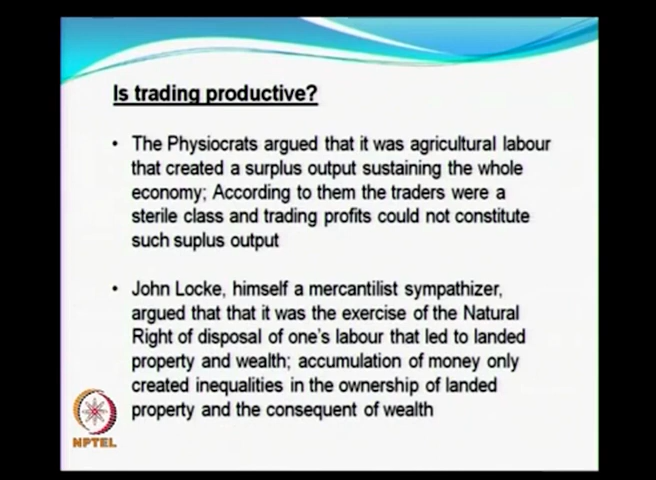 Is trading productive?
• The Physiocrats argued that it was agricultural labour
that created a surplus output sustaining the whole
economy; According to them the traders were a
sterile class and trading profits could not constitute
such suplus output
• John Locke, himself a mercantilist sympathizer,
argued that that it was the exercise of the Natural
Right of disposal of one's labour that led to landed
property and wealth; accumulation of money only
created inequalities in the ownership of landed
property and the consequent of wealth
NPTEL